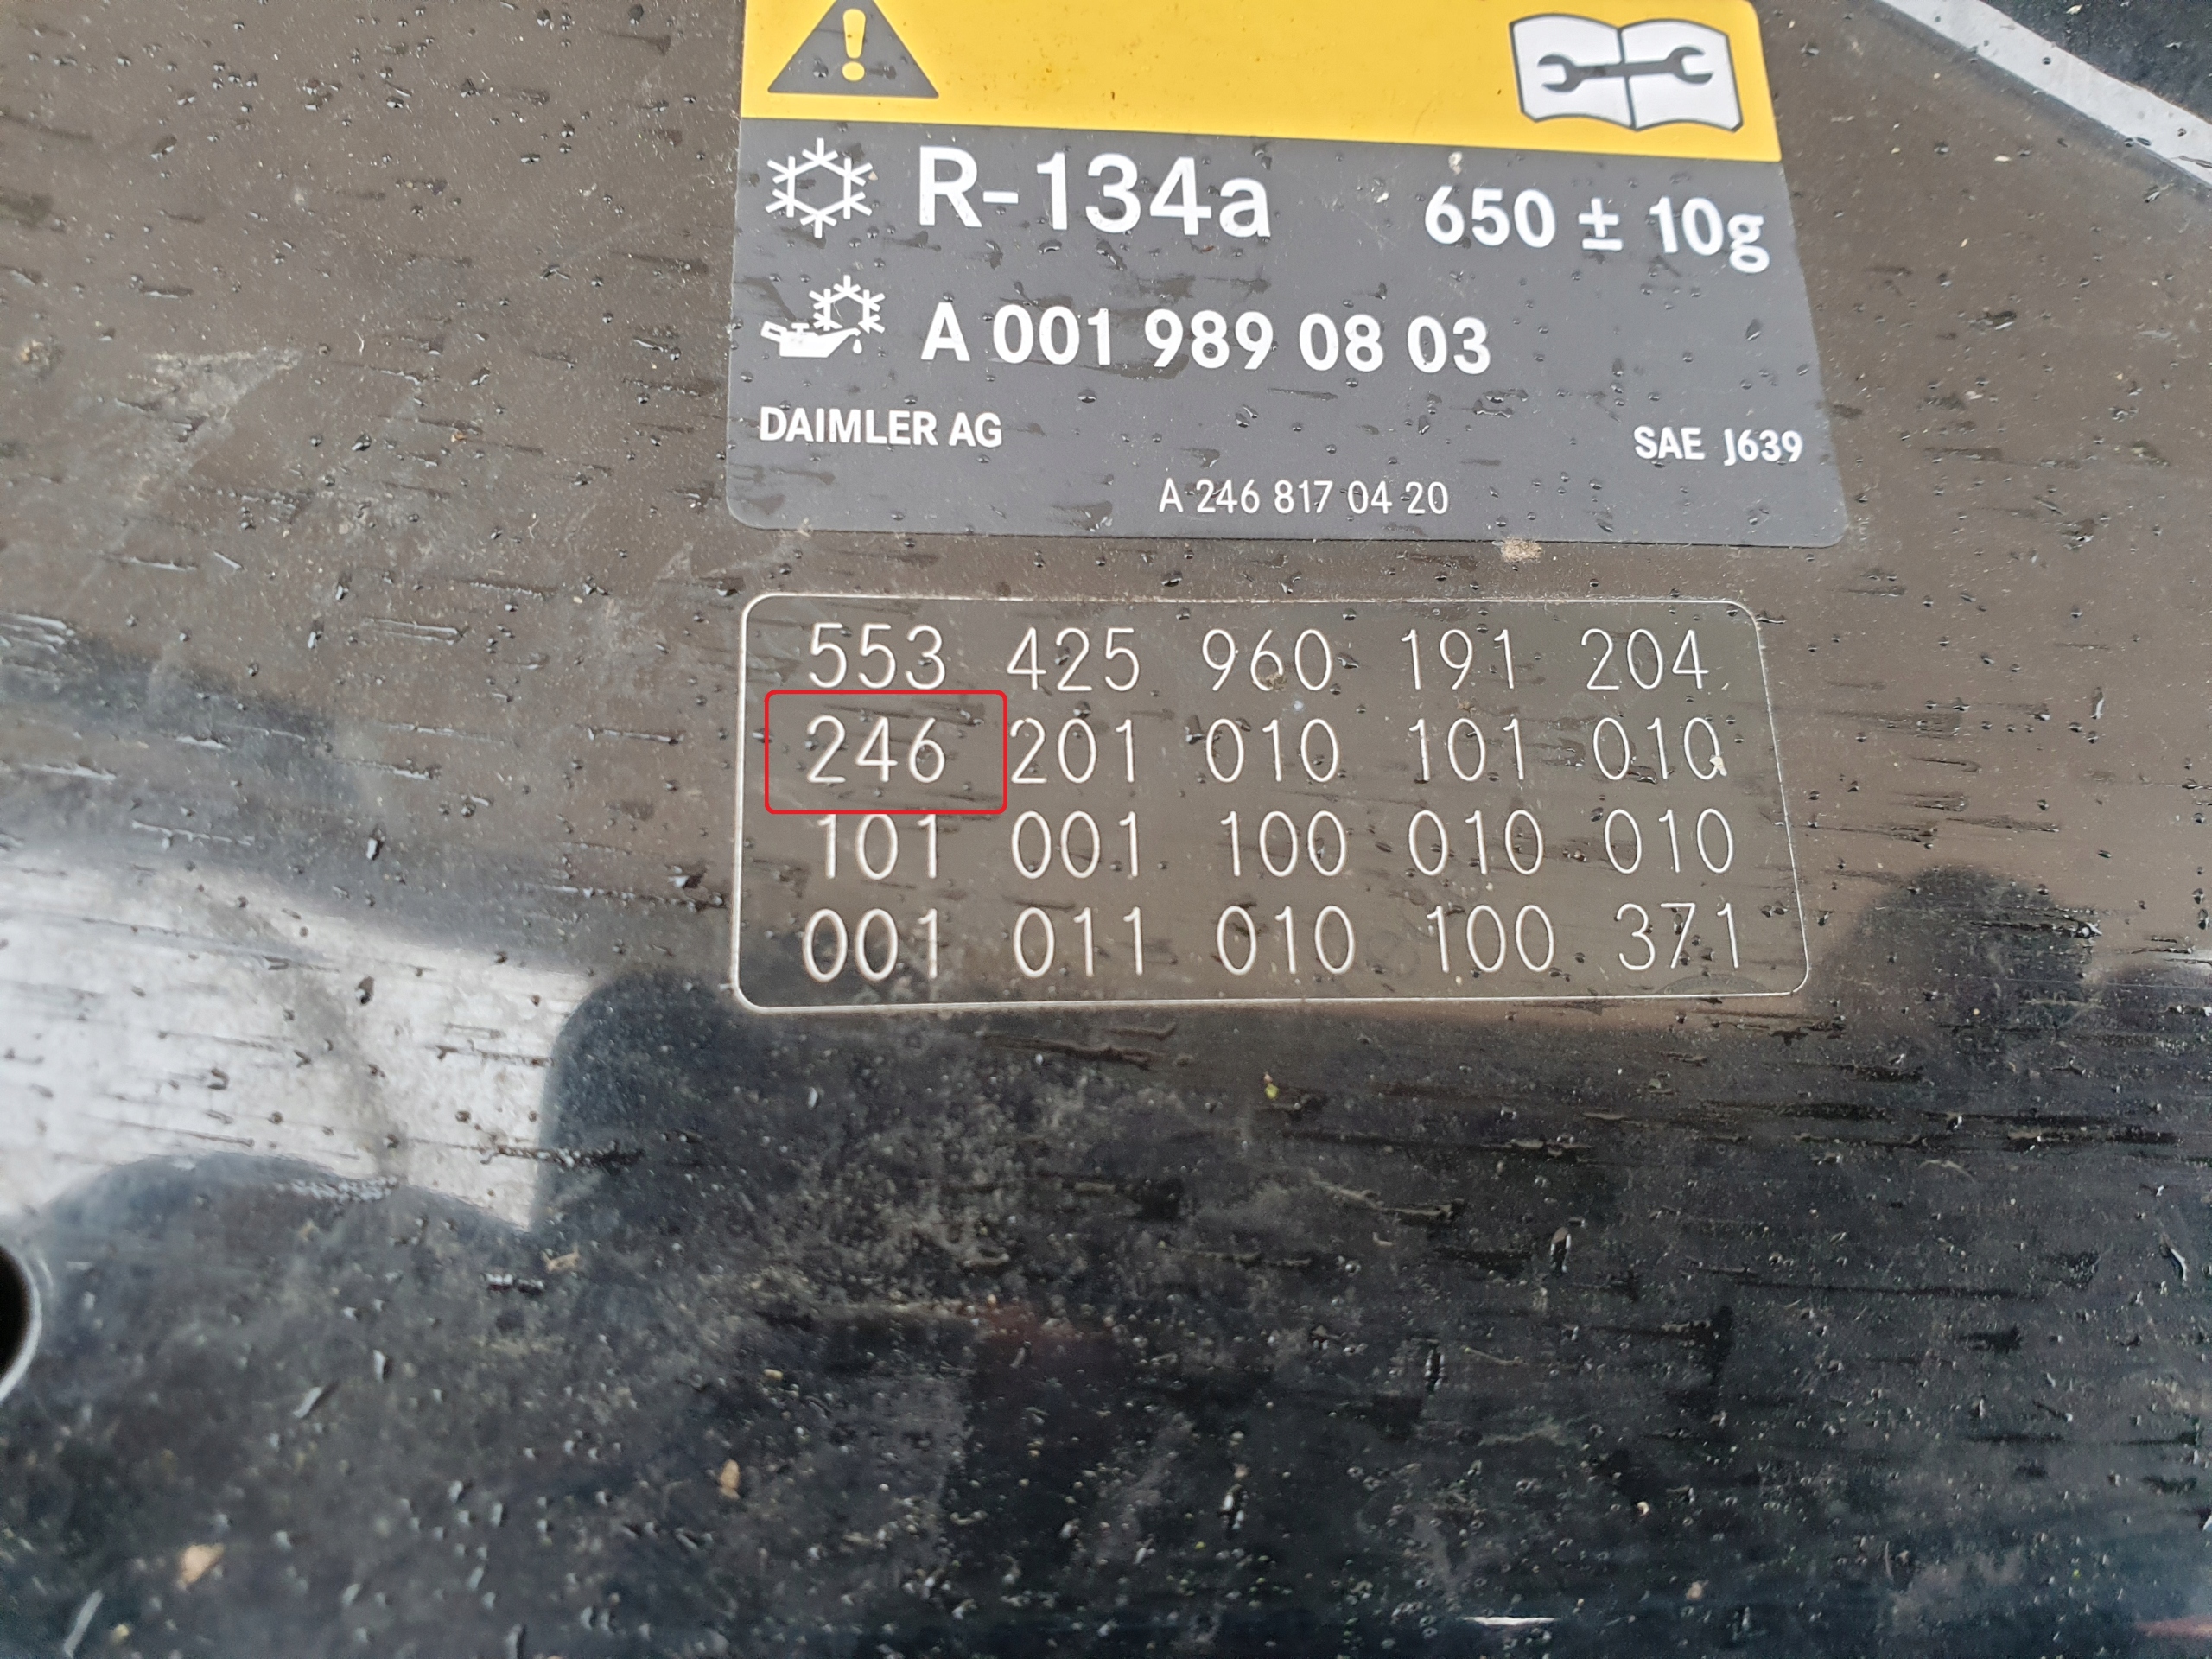 R-134a 650 ± 10g
A 001 989 08 03
DAIMLER AG SAE J639
A 246 817 04 20
553 425 960 191 204
246 201 010 101 010
101 001 100 010 010
001 011 010 100 371